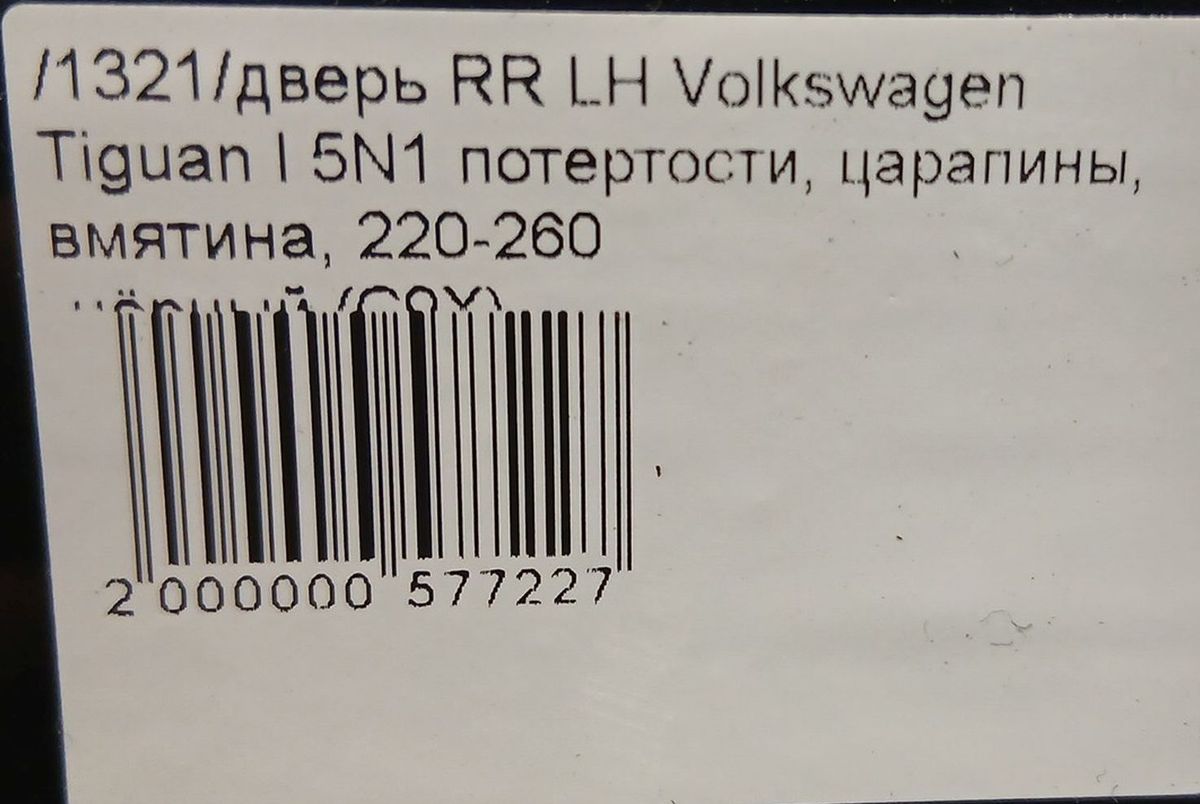 /1321/дверь RR LH Volkswagen
Tiguan I 5N1 потертости, царапины,
вмятина, 220-260
2 000000 577227